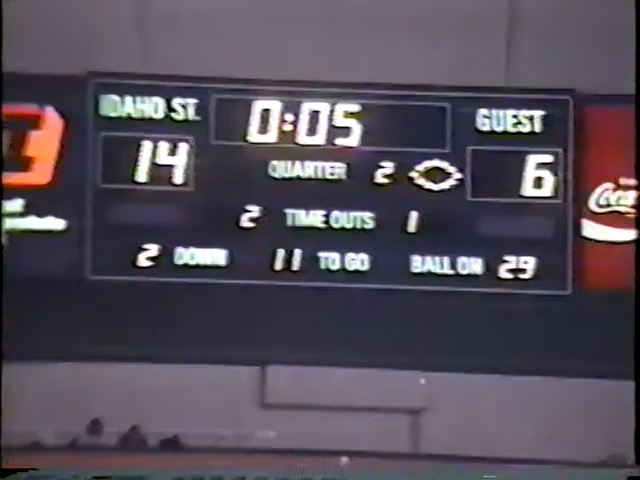 IDAHO ST. 0:05 GUEST
14 QUARTER 2 6
2 TIME OUTS 1
2 DOWN 11 TO GO BALL ON 29
Coca